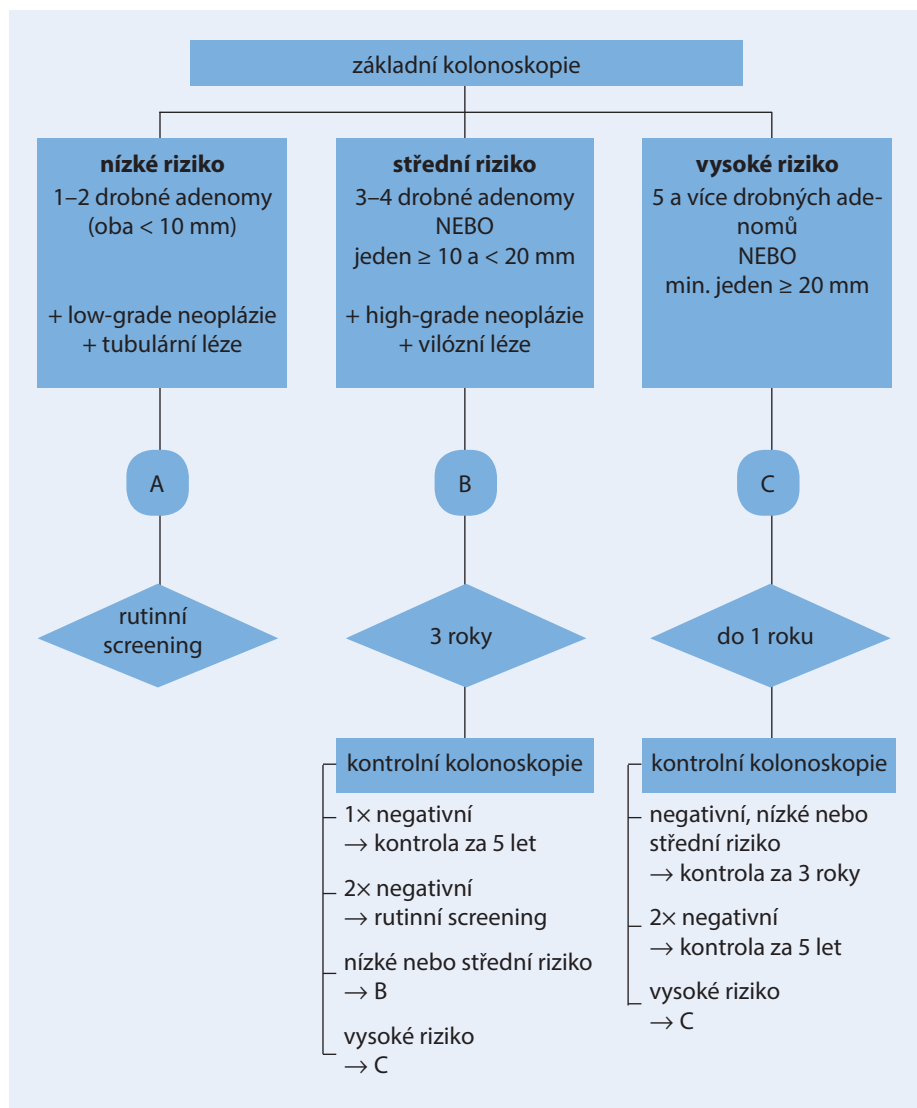 základní kolonoskopie
nízké riziko
1–2 drobné adenomy
(oba < 10 mm)
+ low-grade neoplázie
+ tubulární léze
střední riziko
3–4 drobné adenomy
NEBO
jeden ≥ 10 a < 20 mm
+ high-grade neoplázie
+ vilózní léze
vysoké riziko
5 a více drobných ade-
nomů
NEBO
min. jeden ≥ 20 mm
A
B
C
rutinní
screening
3 roky
do 1 roku
kontrolní kolonoskopie
1× negativní
→ kontrola za 5 let
2× negativní
→ rutinní screening
nízké nebo střední riziko
→ B
vysoké riziko
→ C
kontrolní kolonoskopie
negativní, nízké nebo
střední riziko
→ kontrola za 3 roky
2× negativní
→ kontrola za 5 let
vysoké riziko
→ C